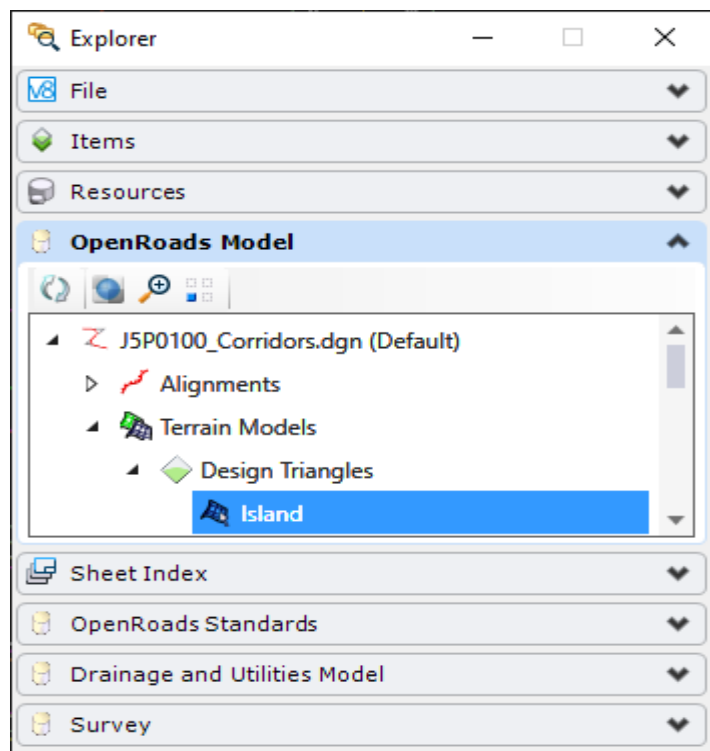 Explorer
V8 File
Items
Resources
OpenRoads Model
J5P0100_Corridors.dgn (Default)
Alignments
Terrain Models
Design Triangles
Island
Sheet Index
OpenRoads Standards
Drainage and Utilities Model
Survey